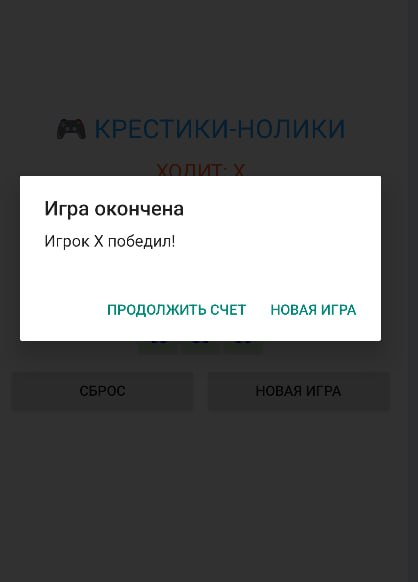 КРЕСТИКИ-НОЛИКИ
ХОДИТ: X
Игра окончена
Игрок X победил!
ПРОДОЛЖИТЬ СЧЕТ НОВАЯ ИГРА
СБРОС НОВАЯ ИГРА